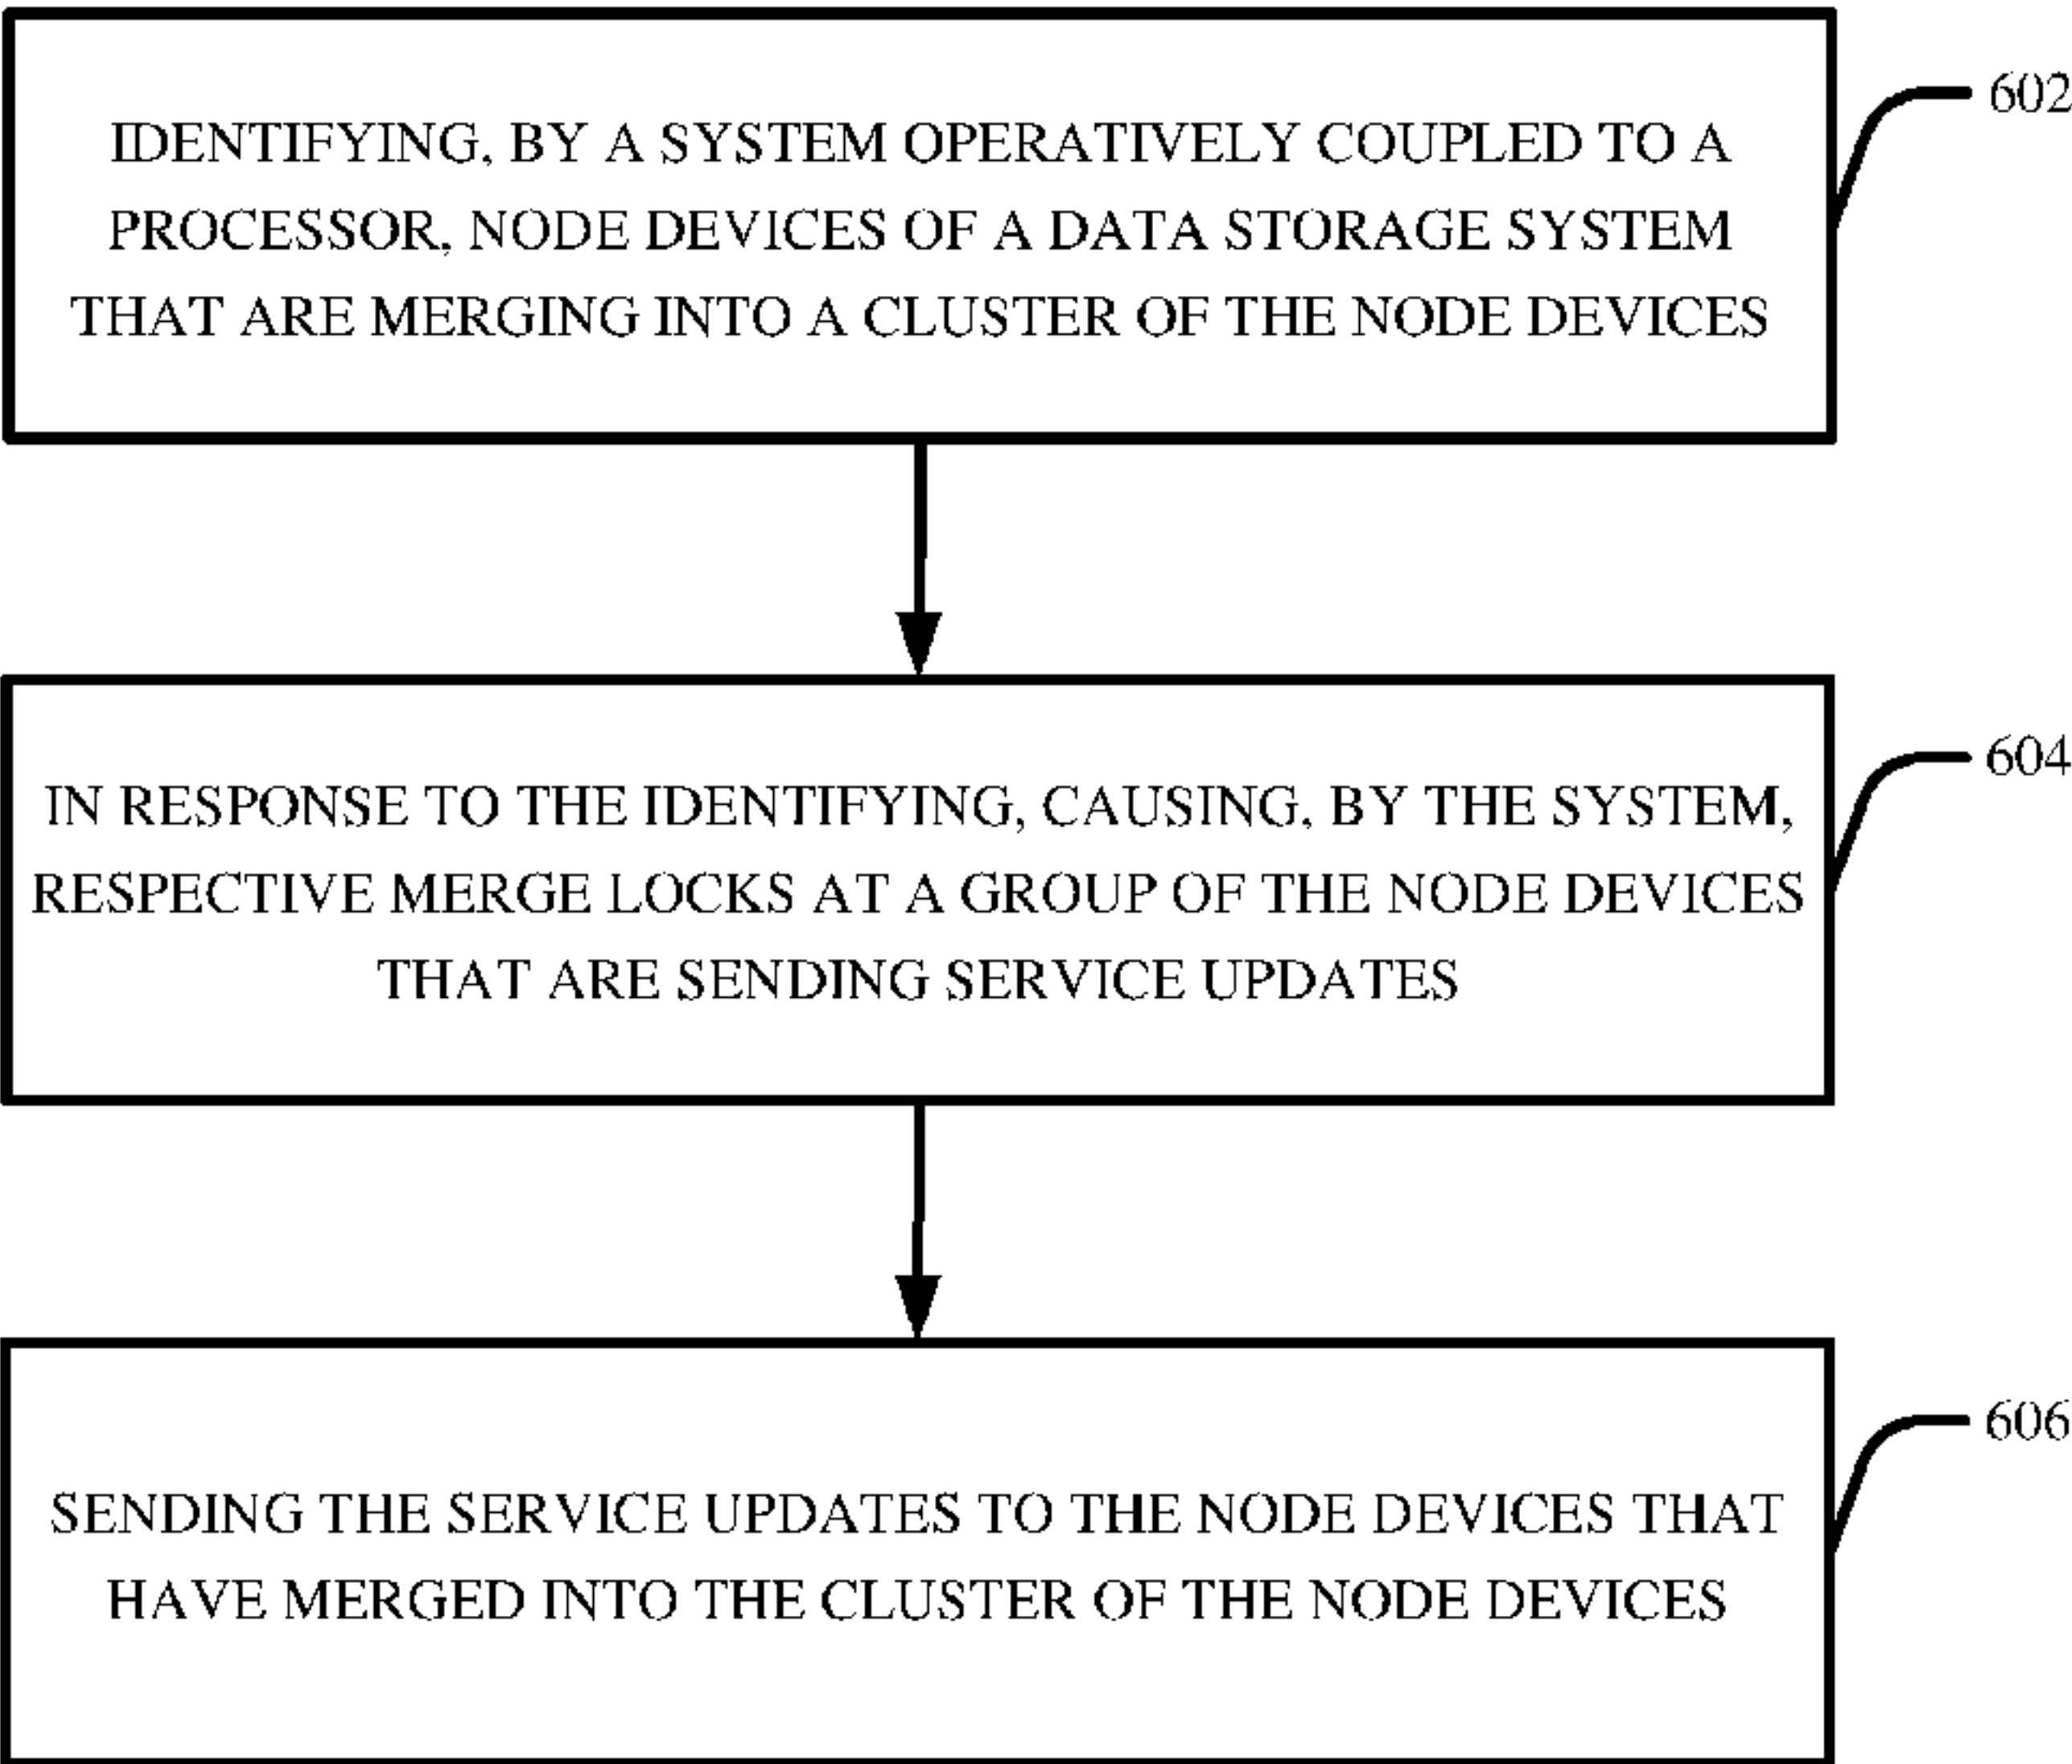 IDENTIFYING, BY A SYSTEM OPERATIVELY COUPLED TO A
PROCESSOR, NODE DEVICES OF A DATA STORAGE SYSTEM
THAT ARE MERGING INTO A CLUSTER OF THE NODE DEVICES
602
IN RESPONSE TO THE IDENTIFYING, CAUSING, BY THE SYSTEM,
RESPECTIVE MERGE LOCKS AT A GROUP OF THE NODE DEVICES
THAT ARE SENDING SERVICE UPDATES
604
SENDING THE SERVICE UPDATES TO THE NODE DEVICES THAT
HAVE MERGED INTO THE CLUSTER OF THE NODE DEVICES
606